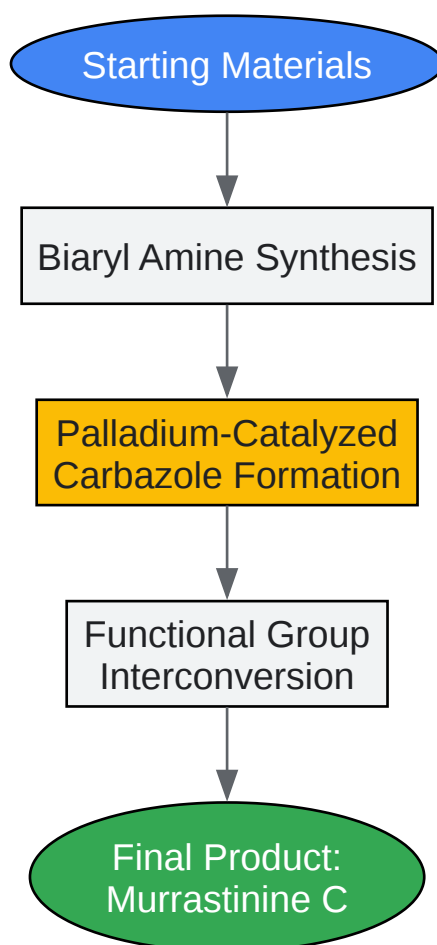 Starting Materials
Biaryl Amine Synthesis
Palladium-Catalyzed
Carbazole Formation
Functional Group
Interconversion
Final Product:
Murrastinine C